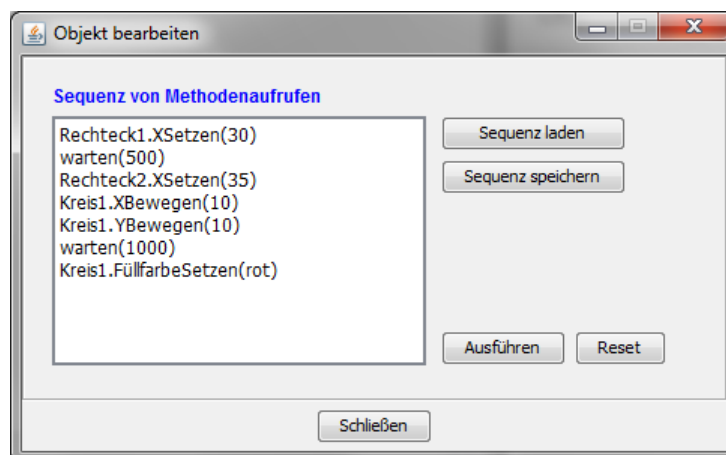 Objekt bearbeiten
Sequenz von Methodenaufrufen
Rechteck1.XSetzen(30)
warten(500)
Rechteck2.XSetzen(35)
Kreis1.XBewegen(10)
Kreis1.YBewegen(10)
warten(1000)
Kreis1.FüllfarbeSetzen(rot)
Sequenz laden
Sequenz speichern
Ausführen Reset
Schließen